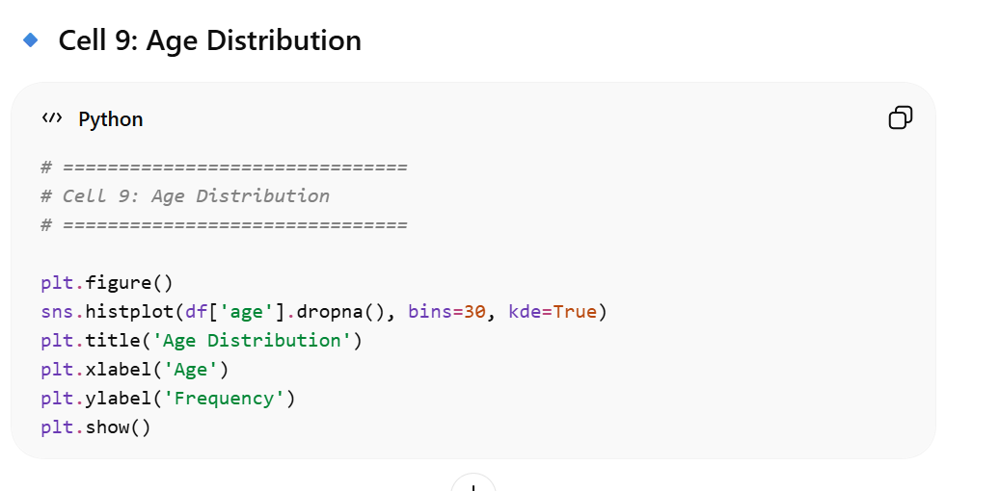 Cell 9: Age Distribution
Python
# ===============================
# Cell 9: Age Distribution
# ===============================
plt.figure()
sns.histplot(df['age'].dropna(), bins=30, kde=True)
plt.title('Age Distribution')
plt.xlabel('Age')
plt.ylabel('Frequency')
plt.show()